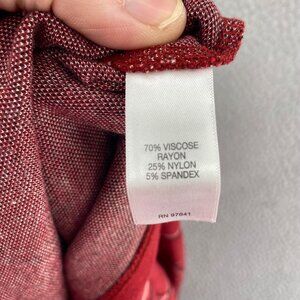 70% VISCOSE
RAYON
25% NYLON
5% SPANDEX
RN 97841